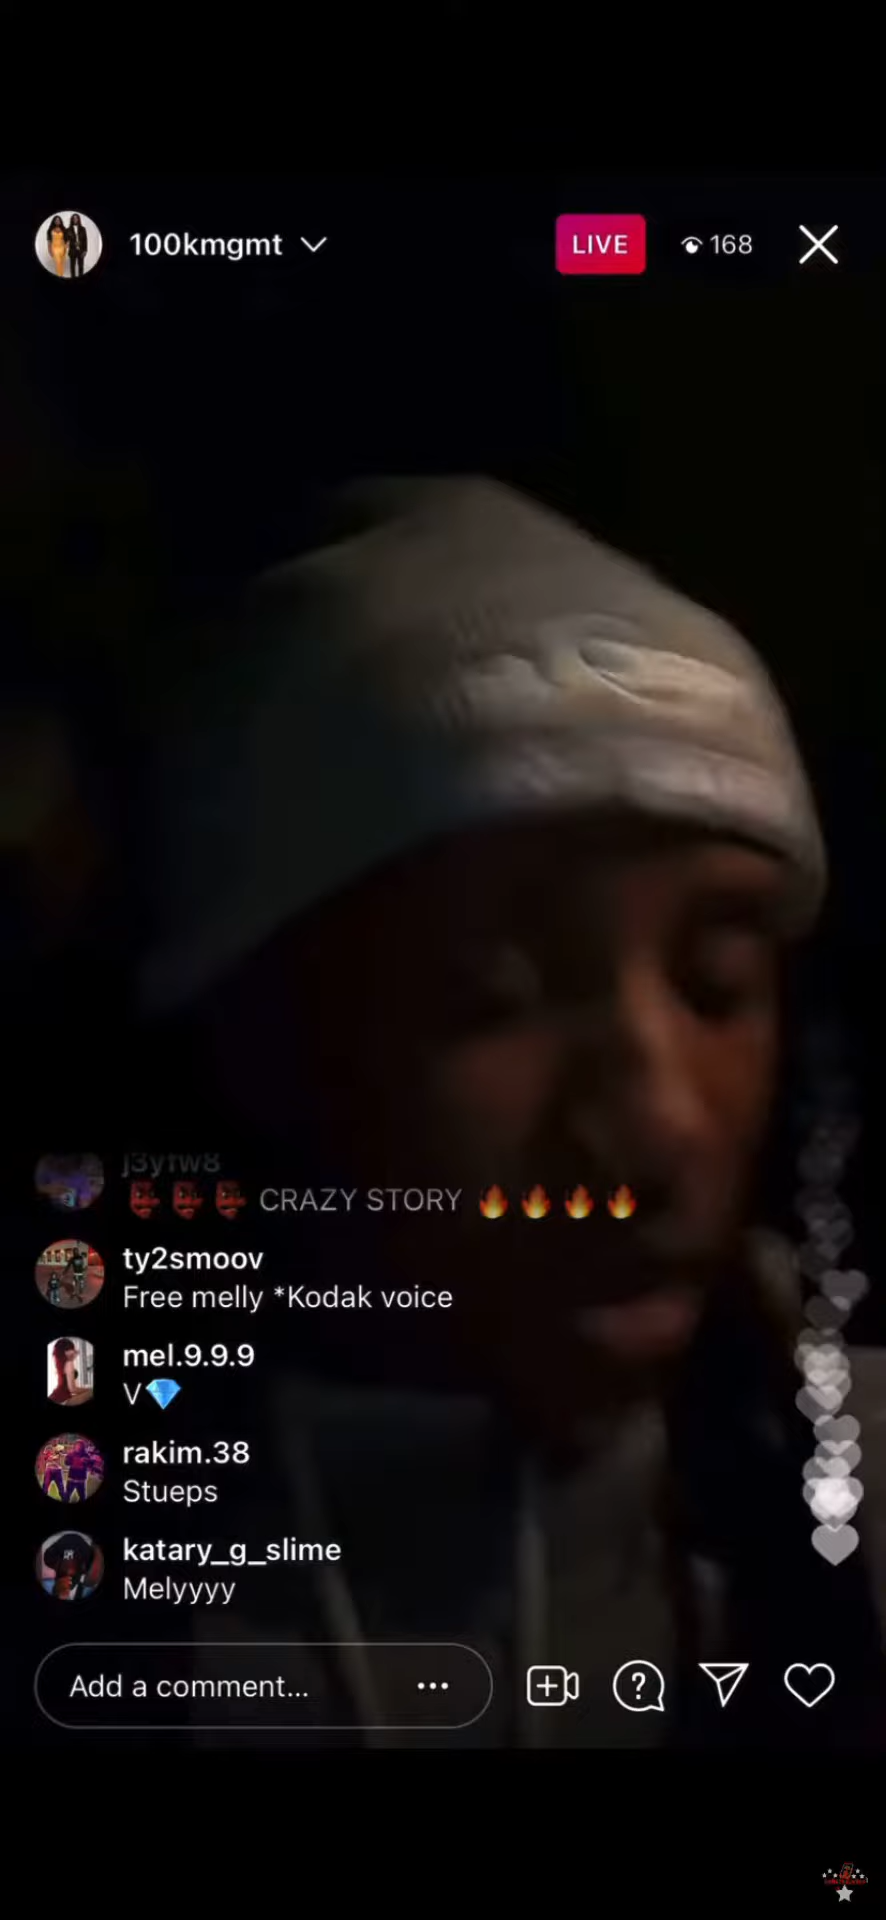 100kmgmt
LIVE
168
j3yfw8
👺👺👺 CRAZY STORY 🔥🔥🔥🔥
ty2smoov
Free melly *Kodak voice
mel.9.9.9
V💎
rakim.38
Stueps
katary_g_slime
Melyyyy
Add a comment...